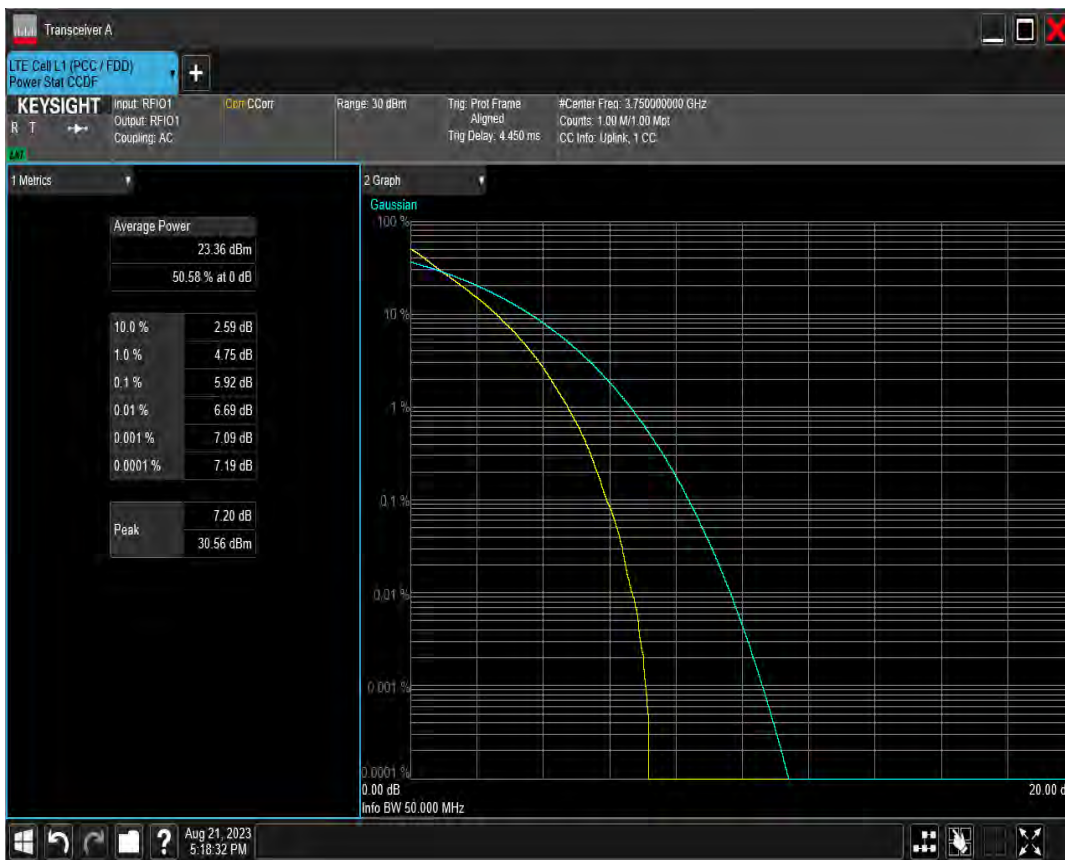 Transceiver A
LTE Cell L1 (PCC / FDD)
Power Stat CCDF
+
KEYSIGHT
R T
LNI
Input: RFIO1
Output: RFIO1
Coupling: AC
Corr CCorr
Range: 30 dBm
Trig: Prot Frame
Aligned
Trig Delay: 4.450 ms
#Center Freq: 3.750000000 GHz
Counts: 1.00 M/1.00 Mpt
CC Info: Uplink, 1 CC
1 Metrics
Average Power
23.36 dBm
50.58 % at 0 dB
10.0 % 2.59 dB
1.0 % 4.75 dB
0.1 % 5.92 dB
0.01 % 6.69 dB
0.001 % 7.09 dB
0.0001 % 7.19 dB
Peak
7.20 dB
30.56 dBm
2 Graph
Gaussian
100 %
10 %
1 %
0.1 %
0.01 %
0.001 %
0.0001 %
0.00 dB
20.00 d
Info BW 50.000 MHz
?
Aug 21, 2023
5:18:32 PM